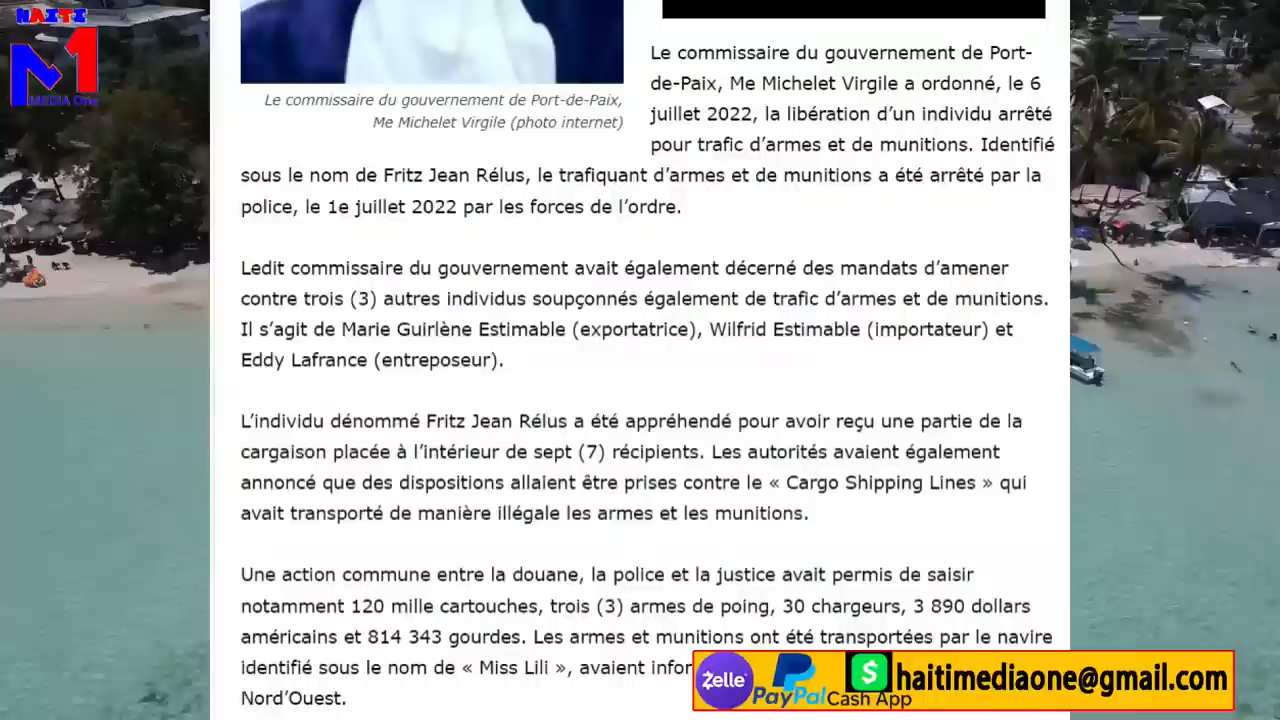 HAITI
M1
MEDIA One
Le commissaire du gouvernement de Port-de-Paix,
Me Michelet Virgile (photo internet)
Le commissaire du gouvernement de Port-
de-Paix, Me Michelet Virgile a ordonné, le 6
juillet 2022, la libération d’un individu arrêté
pour trafic d’armes et de munitions. Identifié
sous le nom de Fritz Jean Rélus, le trafiquant d’armes et de munitions a été arrêté par la
police, le 1e juillet 2022 par les forces de l’ordre.
Ledit commissaire du gouvernement avait également décerné des mandats d’amener
contre trois (3) autres individus soupçonnés également de trafic d’armes et de munitions.
Il s’agit de Marie Guirlène Estimable (exportatrice), Wilfrid Estimable (importateur) et
Eddy Lafrance (entreposeur).
L’individu dénommé Fritz Jean Rélus a été appréhendé pour avoir reçu une partie de la
cargaison placée à l’intérieur de sept (7) récipients. Les autorités avaient également
annoncé que des dispositions allaient être prises contre le « Cargo Shipping Lines » qui
avait transporté de manière illégale les armes et les munitions.
Une action commune entre la douane, la police et la justice avait permis de saisir
notamment 120 mille cartouches, trois (3) armes de poing, 30 chargeurs, 3 890 dollars
américains et 814 343 gourdes. Les armes et munitions ont été transportées par le navire
identifié sous le nom de « Miss Lili », avaient
Nord’Ouest.
Zelle
PayPal
$
Cash App
haitimediaone@gmail.com